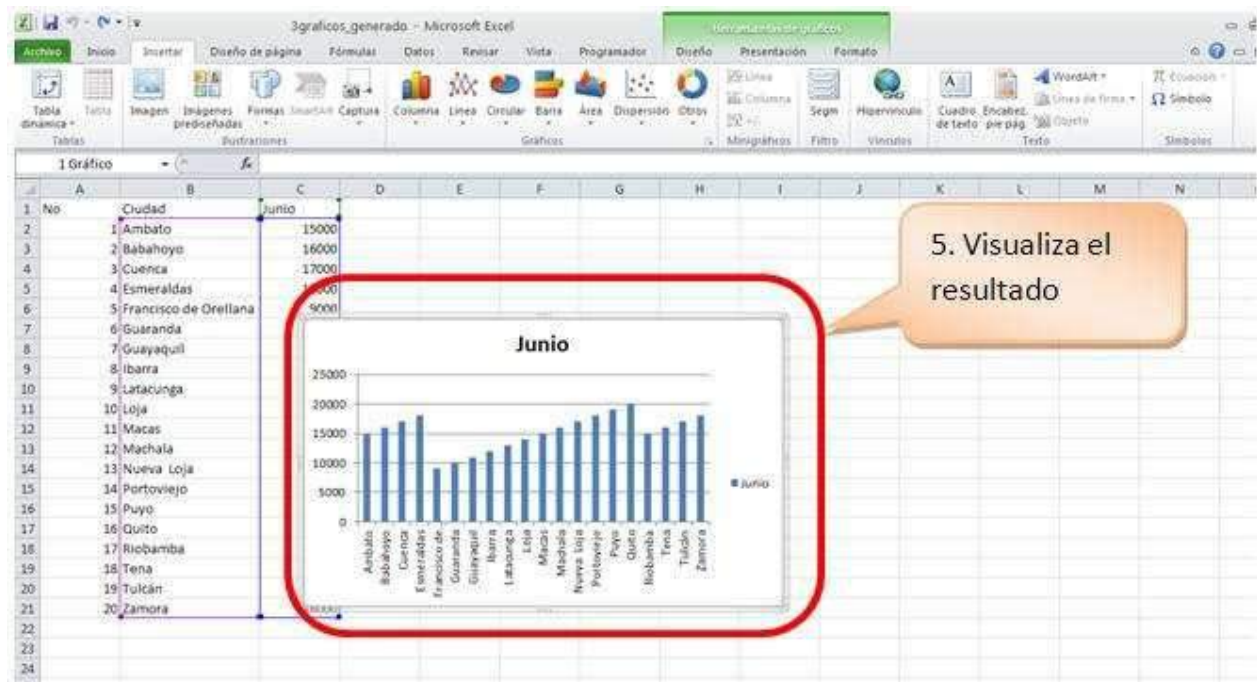 3graficos_generado - Microsoft Excel
Herramientas de gráficos
Archivo Inicio Insertar Diseño de página Fórmulas Datos Revisar Vista Programador Diseño Presentación Formato
Tabla dinámica Tabla Imagen Imágenes prediseñadas Formas SmartArt Captura Columna Línea Circular Barra Área Dispersión Otros Línea Columna +/- Segm Hipervínculo Cuadro de texto Encabez. pie pág. WordArt Línea de firma Objeto Ecuación Símbolo
Tablas Ilustraciones Gráficos Minigráficos Filtro Vínculos Texto Símbolos
1 Gráfico fx
A B C D E F G H I J K L M N
1 No Ciudad Junio
2 1 Ambato 15000
3 2 Babahoyo 16000
4 3 Cuenca 17000
5 4 Esmeraldas
6 5 Francisco de Orellana 9000
7 6 Guaranda
8 7 Guayaquil
9 8 Ibarra
10 9 Latacunga
11 10 Loja
12 11 Macas
13 12 Machala
14 13 Nueva Loja
15 14 Portoviejo
16 15 Puyo
17 16 Quito
18 17 Riobamba
19 18 Tena
20 19 Tulcán
21 20 Zamora
22
23
24
5. Visualiza el
resultado
Junio
25000
20000
15000
10000
5000
0
Ambato
Babahoyo
Cuenca
Esmeraldas
Francisco de
Guaranda
Guayaquil
Ibarra
Latacunga
Loja
Macas
Machala
Nueva Loja
Portoviejo
Puyo
Quito
Riobamba
Tena
Tulcán
Zamora
Junio